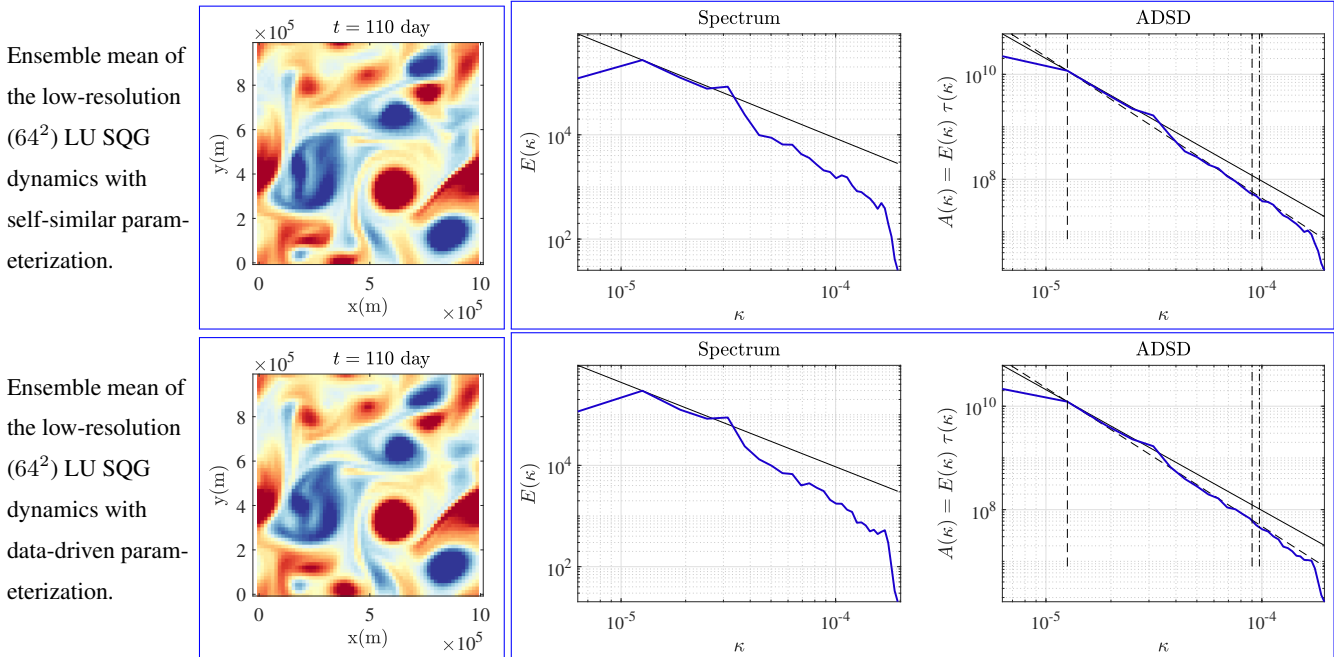 Ensemble mean of
the low-resolution
(64²) LU SQG
dynamics with
self-similar param-
eterization.
×10⁵
t = 110 day
8
6
4
2
0
y(m)
0
5
10
x(m)
×10⁵
Spectrum
10⁴
10²
E(κ)
10⁻⁵
10⁻⁴
κ
ADSD
10¹⁰
10⁸
A(κ) = E(κ) τ(κ)
10⁻⁵
10⁻⁴
κ
Ensemble mean of
the low-resolution
(64²) LU SQG
dynamics with
data-driven param-
eterization.
×10⁵
t = 110 day
8
6
4
2
0
y(m)
0
5
10
x(m)
×10⁵
Spectrum
10⁴
10²
E(κ)
10⁻⁵
10⁻⁴
κ
ADSD
10¹⁰
10⁸
A(κ) = E(κ) τ(κ)
10⁻⁵
10⁻⁴
κ